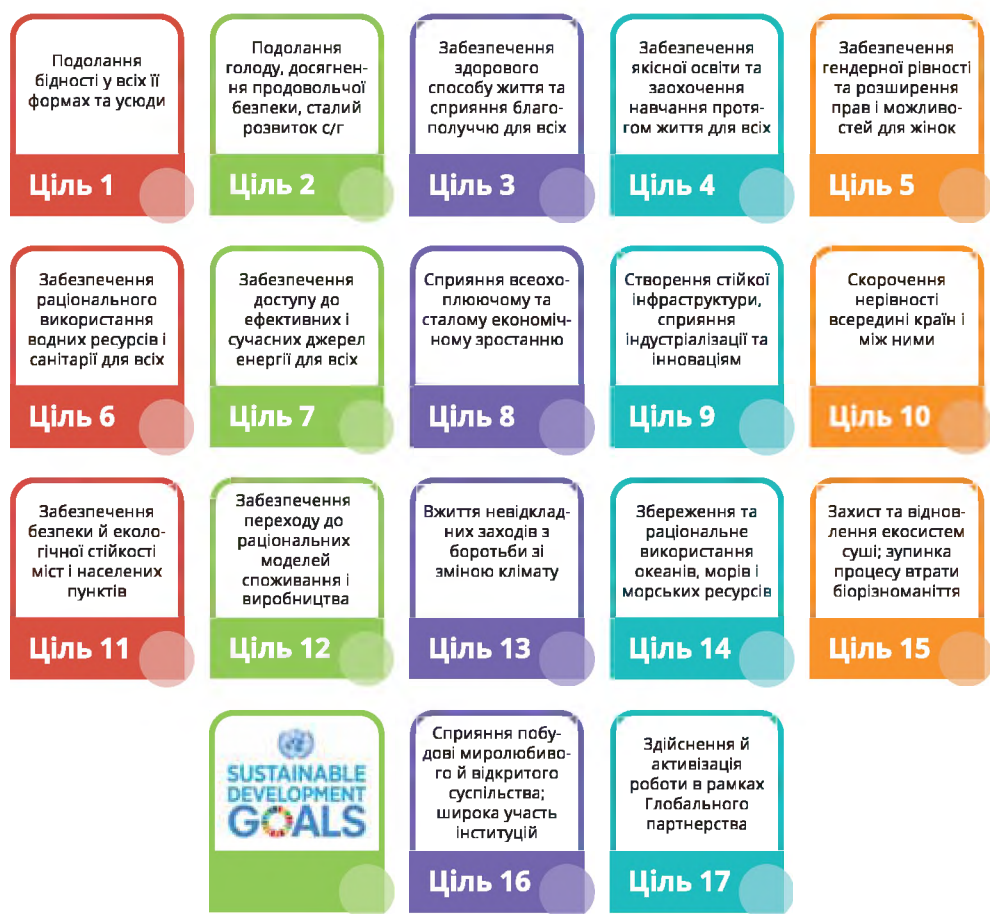 Подолання
бідності у всіх її
формах та усюди
Ціль 1
Подолання
голоду, досягнен-
ня продовольчої
безпеки, сталий
розвиток с/г
Ціль 2
Забезпечення
здорового
способу життя та
сприяння благо-
получчю для всіх
Ціль 3
Забезпечення
якісної освіти та
заохочення
навчання протя-
гом життя для всіх
Ціль 4
Забезпечення
гендерної рівності
та розширення
прав і можливо-
стей для жінок
Ціль 5
Забезпечення
раціонального
використання
водних ресурсів і
санітарії для всіх
Ціль 6
Забезпечення
доступу до
ефективних і
сучасних джерел
енергії для всіх
Ціль 7
Сприяння всеохо-
плюючому та
сталому економіч-
ному зростанню
Ціль 8
Створення стійкої
інфраструктури,
сприяння
індустріалізації та
інноваціям
Ціль 9
Скорочення
нерівності
всередині країн і
між ними
Ціль 10
Забезпечення
безпеки й еколо-
гічної стійкості
міст і населених
пунктів
Ціль 11
Забезпечення
переходу до
раціональних
моделей
споживання і
виробництва
Ціль 12
Вжиття невідклад-
них заходів з
боротьби зі
зміною клімату
Ціль 13
Збереження та
раціональне
використання
океанів, морів і
морських ресурсів
Ціль 14
Захист та віднов-
лення екосистем
суші; зупинка
процесу втрати
біорізноманіття
Ціль 15
SUSTAINABLE
DEVELOPMENT
GOALS
Сприяння побу-
дові миролюбиво-
го й відкритого
суспільства;
широка участь
інституцій
Ціль 16
Здійснення й
активізація
роботи в рамках
Глобального
партнерства
Ціль 17